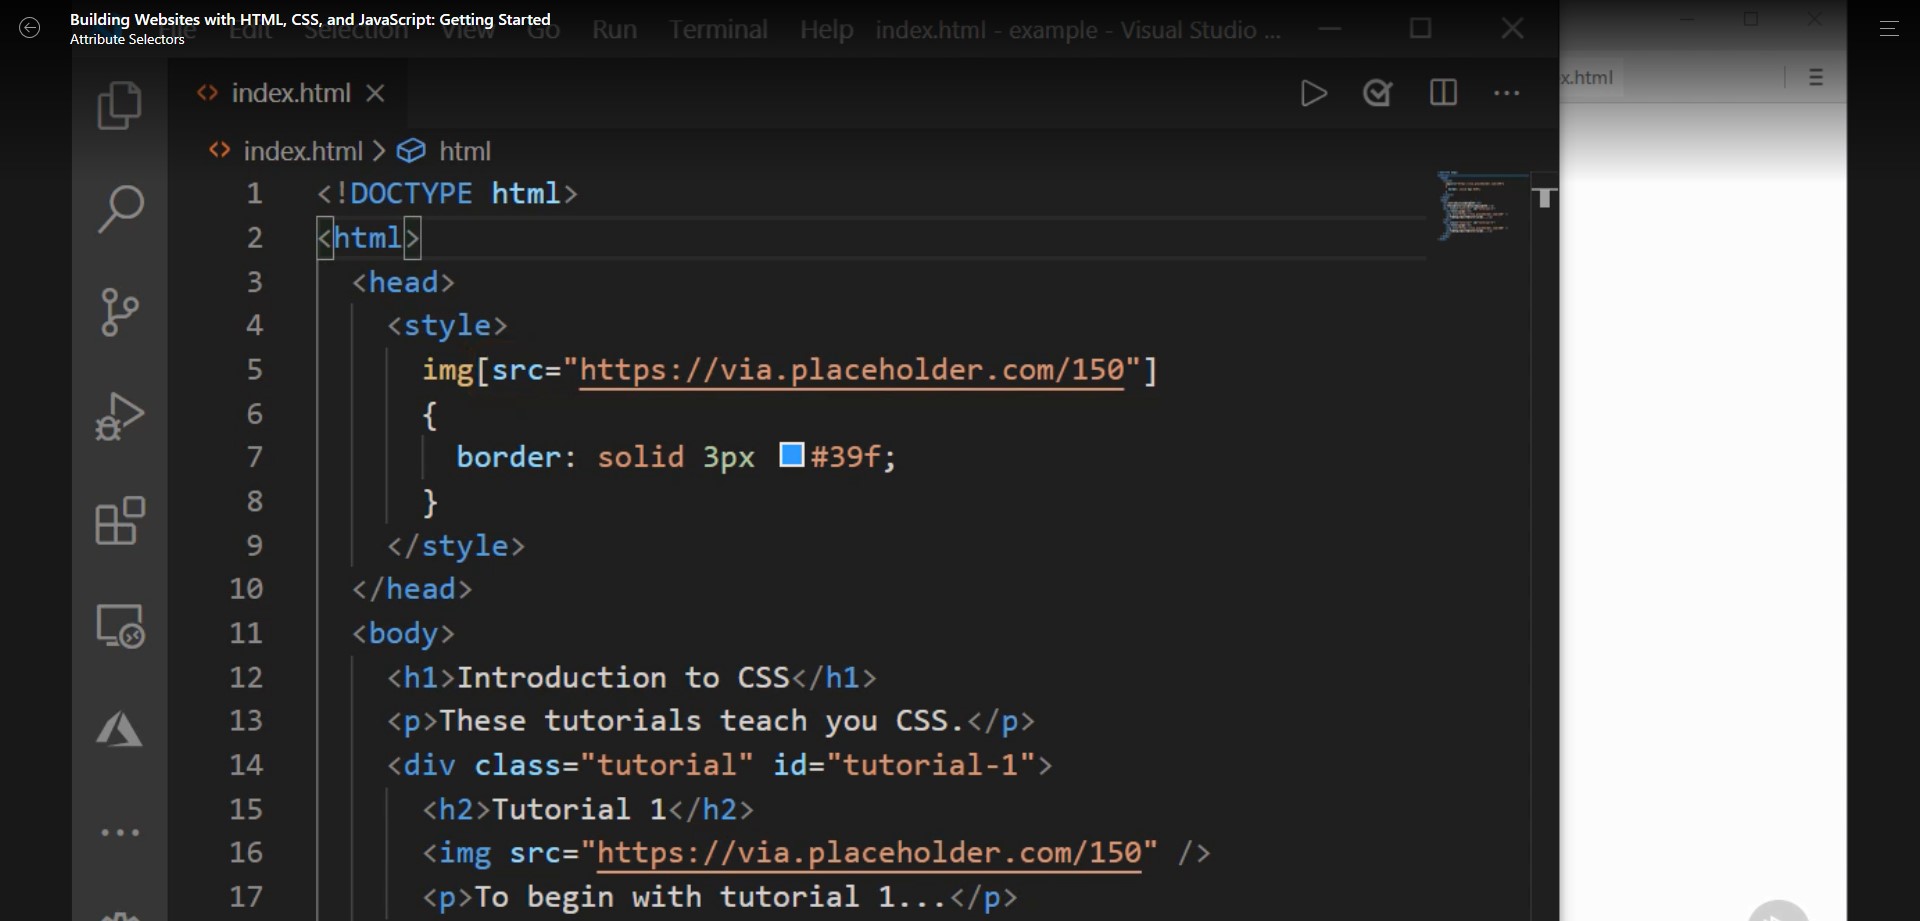 Building Websites with HTML, CSS, and JavaScript: Getting Started
Attribute Selectors
File Edit Selection View Go Run Terminal Help index.html - example - Visual Studio ...
index.html
x.html
index.html > html
1 <!DOCTYPE html>
2 <html>
3 <head>
4 <style>
5 img[src="https://via.placeholder.com/150"]
6 {
7 border: solid 3px #39f;
8 }
9 </style>
10 </head>
11 <body>
12 <h1>Introduction to CSS</h1>
13 <p>These tutorials teach you CSS.</p>
14 <div class="tutorial" id="tutorial-1">
15 <h2>Tutorial 1</h2>
16 <img src="https://via.placeholder.com/150" />
17 <p>To begin with tutorial 1...</p>